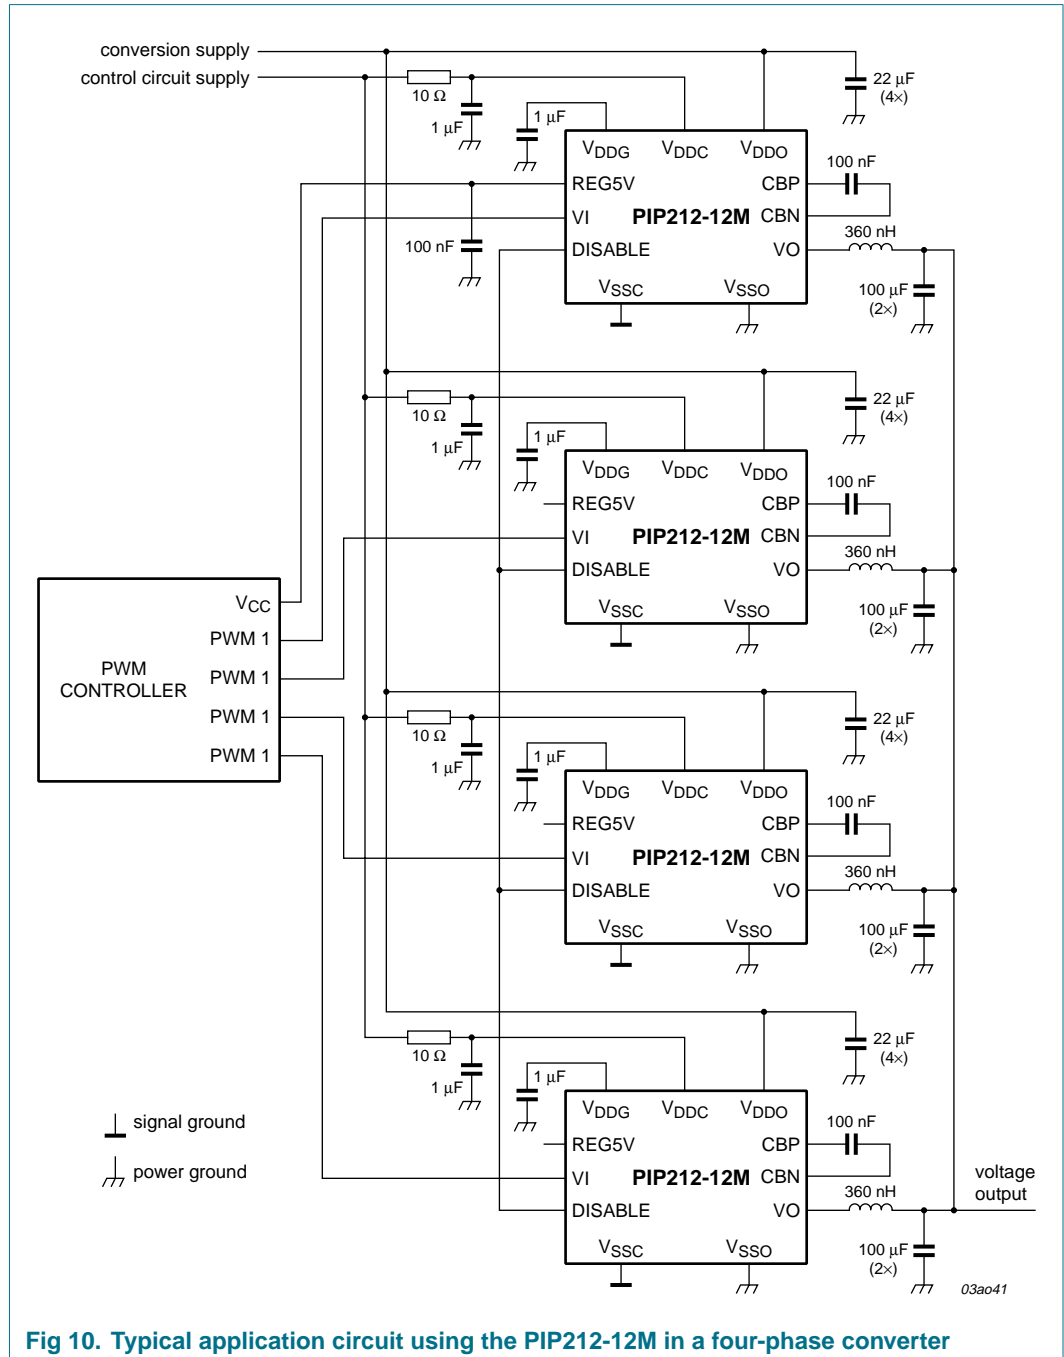 conversion supply
control circuit supply
10 Ω
1 μF
1 μF
22 μF
(4×)
VDDG VDDC VDDO
REG5V
VI
DISABLE
PIP212-12M
CBP
CBN
VO
VSSC VSSO
100 nF
100 nF
360 nH
100 μF
(2×)
10 Ω
1 μF
1 μF
22 μF
(4×)
VDDG VDDC VDDO
REG5V
VI
DISABLE
PIP212-12M
CBP
CBN
VO
VSSC VSSO
100 nF
360 nH
100 μF
(2×)
PWM
CONTROLLER
VCC
PWM 1
PWM 1
PWM 1
PWM 1
10 Ω
1 μF
1 μF
22 μF
(4×)
VDDG VDDC VDDO
REG5V
VI
DISABLE
PIP212-12M
CBP
CBN
VO
VSSC VSSO
100 nF
360 nH
100 μF
(2×)
10 Ω
1 μF
1 μF
22 μF
(4×)
VDDG VDDC VDDO
REG5V
VI
DISABLE
PIP212-12M
CBP
CBN
VO
VSSC VSSO
100 nF
360 nH
100 μF
(2×)
voltage
output
signal ground
power ground
03ao41
Fig 10. Typical application circuit using the PIP212-12M in a four-phase converter